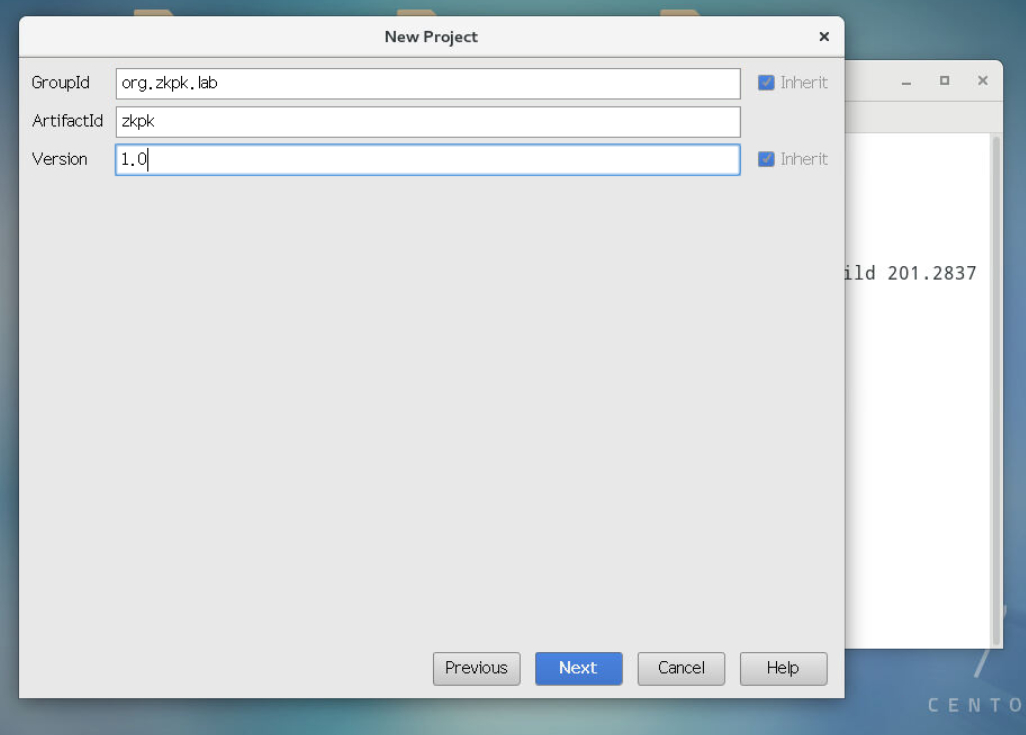 New Project
GroupId org.zkpk.lab Inherit
ArtifactId zkpk
Version 1.0 Inherit
ild 201.2837
Previous Next Cancel Help
7
CENTO